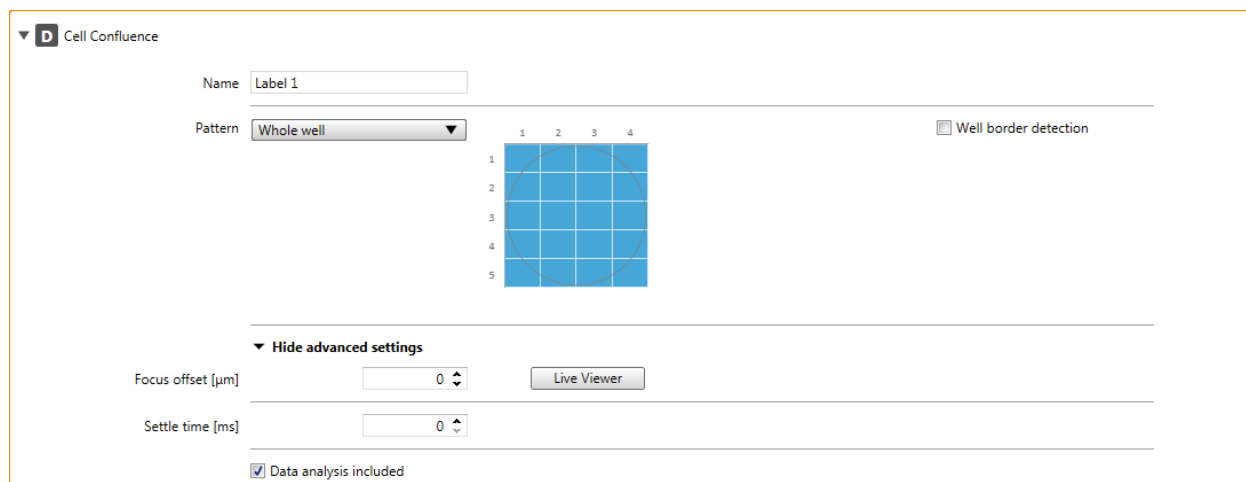 D Cell Confluence
Name Label 1
Pattern Whole well Well border detection
1 2 3 4
1
2
3
4
5
Hide advanced settings
Focus offset [µm] 0 Live Viewer
Settle time [ms] 0
Data analysis included